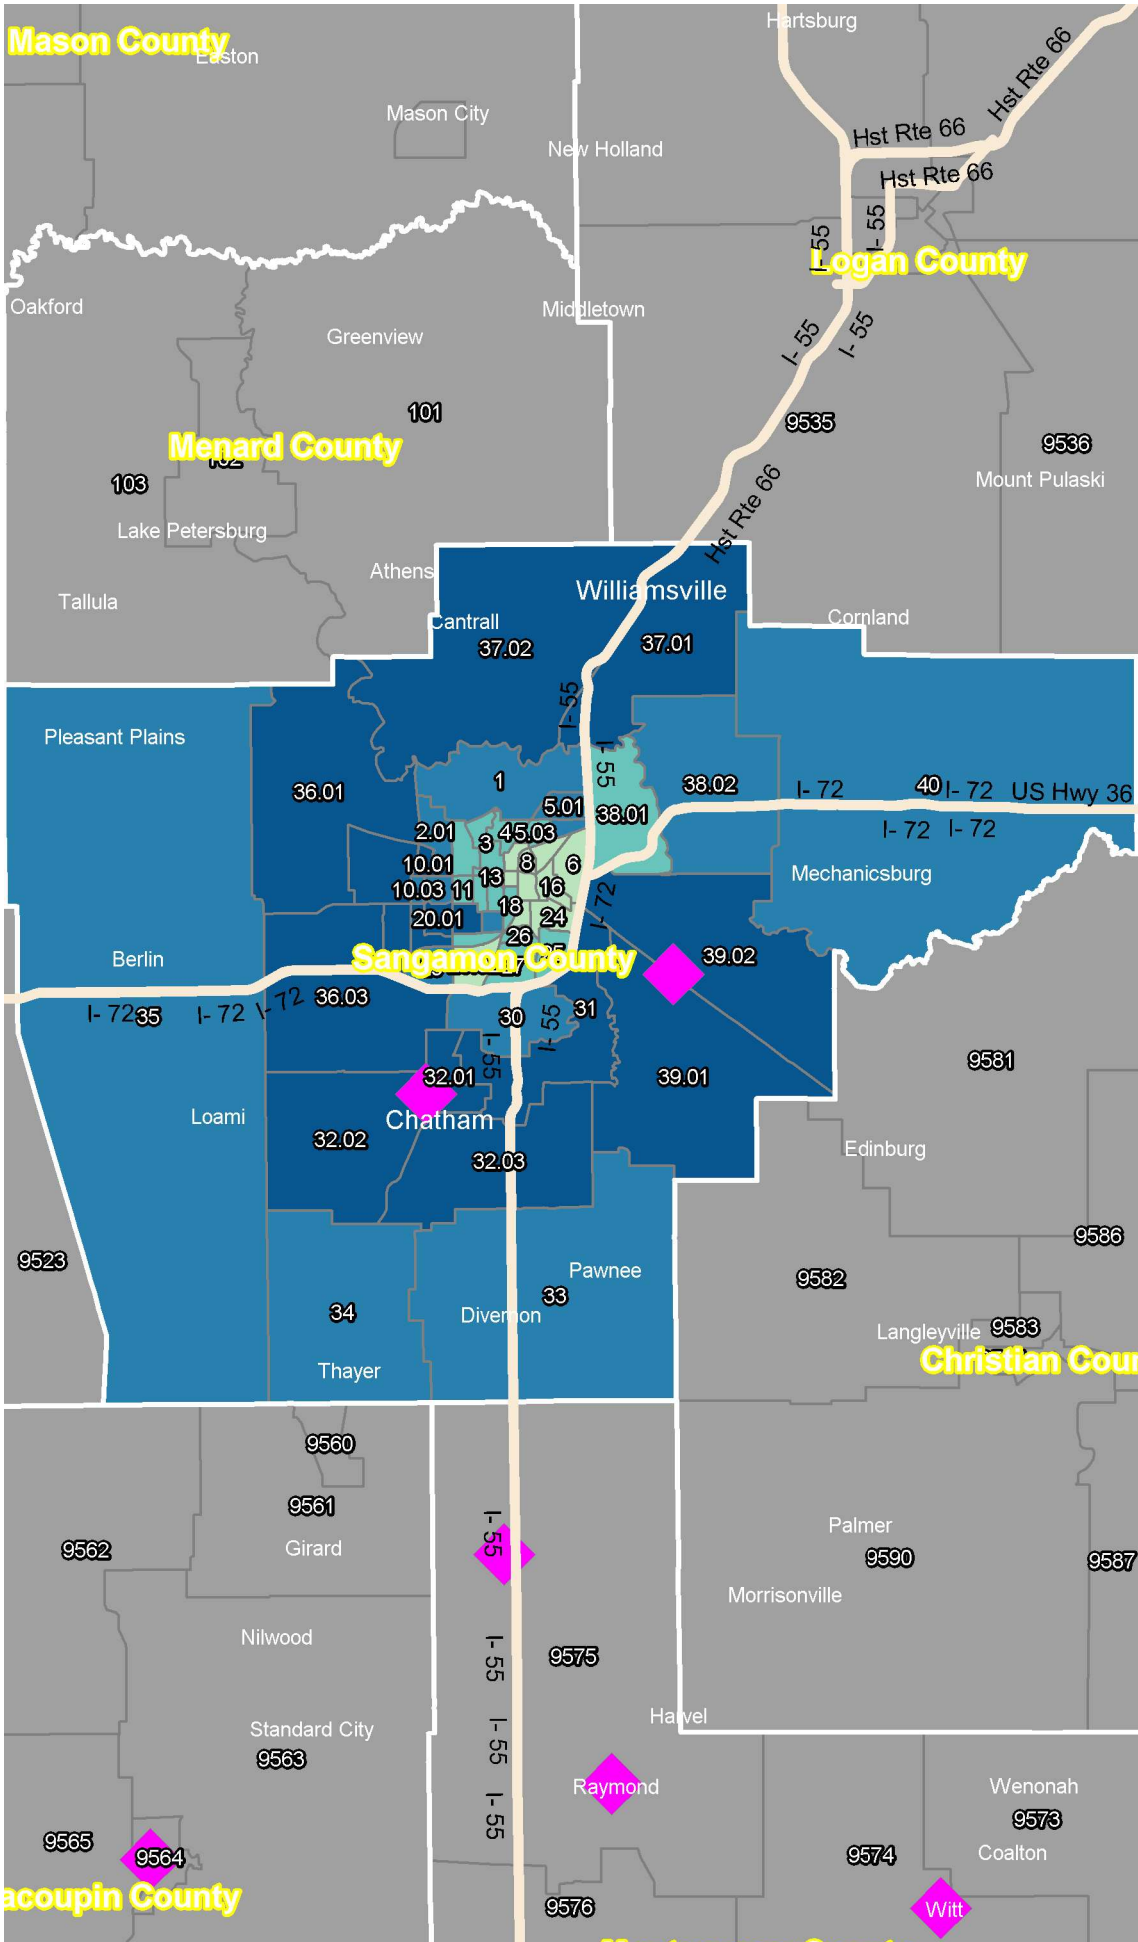 Hartsburg
Mason County
Easton
Hst Rte 66
Mason City
Hst Rte 66
New Holland
Hst Rte 66
I- 55
I- 55
Logan County
Oakford
Middletown
Greenview
I- 55
I- 55
101
9535
Menard County
102
9536
103
Mount Pulaski
Hst Rte 66
Lake Petersburg
Athens
Williamsville
Tallula
Cantrall
Cornland
37.02
37.01
I- 55
Pleasant Plains
I- 55
1
36.01
38.02
40
I- 72
I- 72
US Hwy 36
5.01
38.01
2.01
3
4
5.03
I- 72
I- 72
10.01
8
6
13
Mechanicsburg
10.03
11
16
18
20.01
24
I- 72
26
Berlin
Sangamon County
39.02
36.03
I- 72
35
I- 72
I- 72
30
31
I- 55
I- 55
32.01
39.01
9581
Loami
Chatham
32.02
Edinburg
32.03
9586
9523
Pawnee
9582
33
34
Divernon
Langleyville
9583
Thayer
Christian Coun
9560
9561
I- 55
Palmer
9562
Girard
9590
9587
Morrisonville
Nilwood
I- 55
9575
Harvel
Standard City
I- 55
9563
Raymond
Wenonah
I- 55
9573
9565
9564
9574
Coalton
acoupin County
9576
Witt